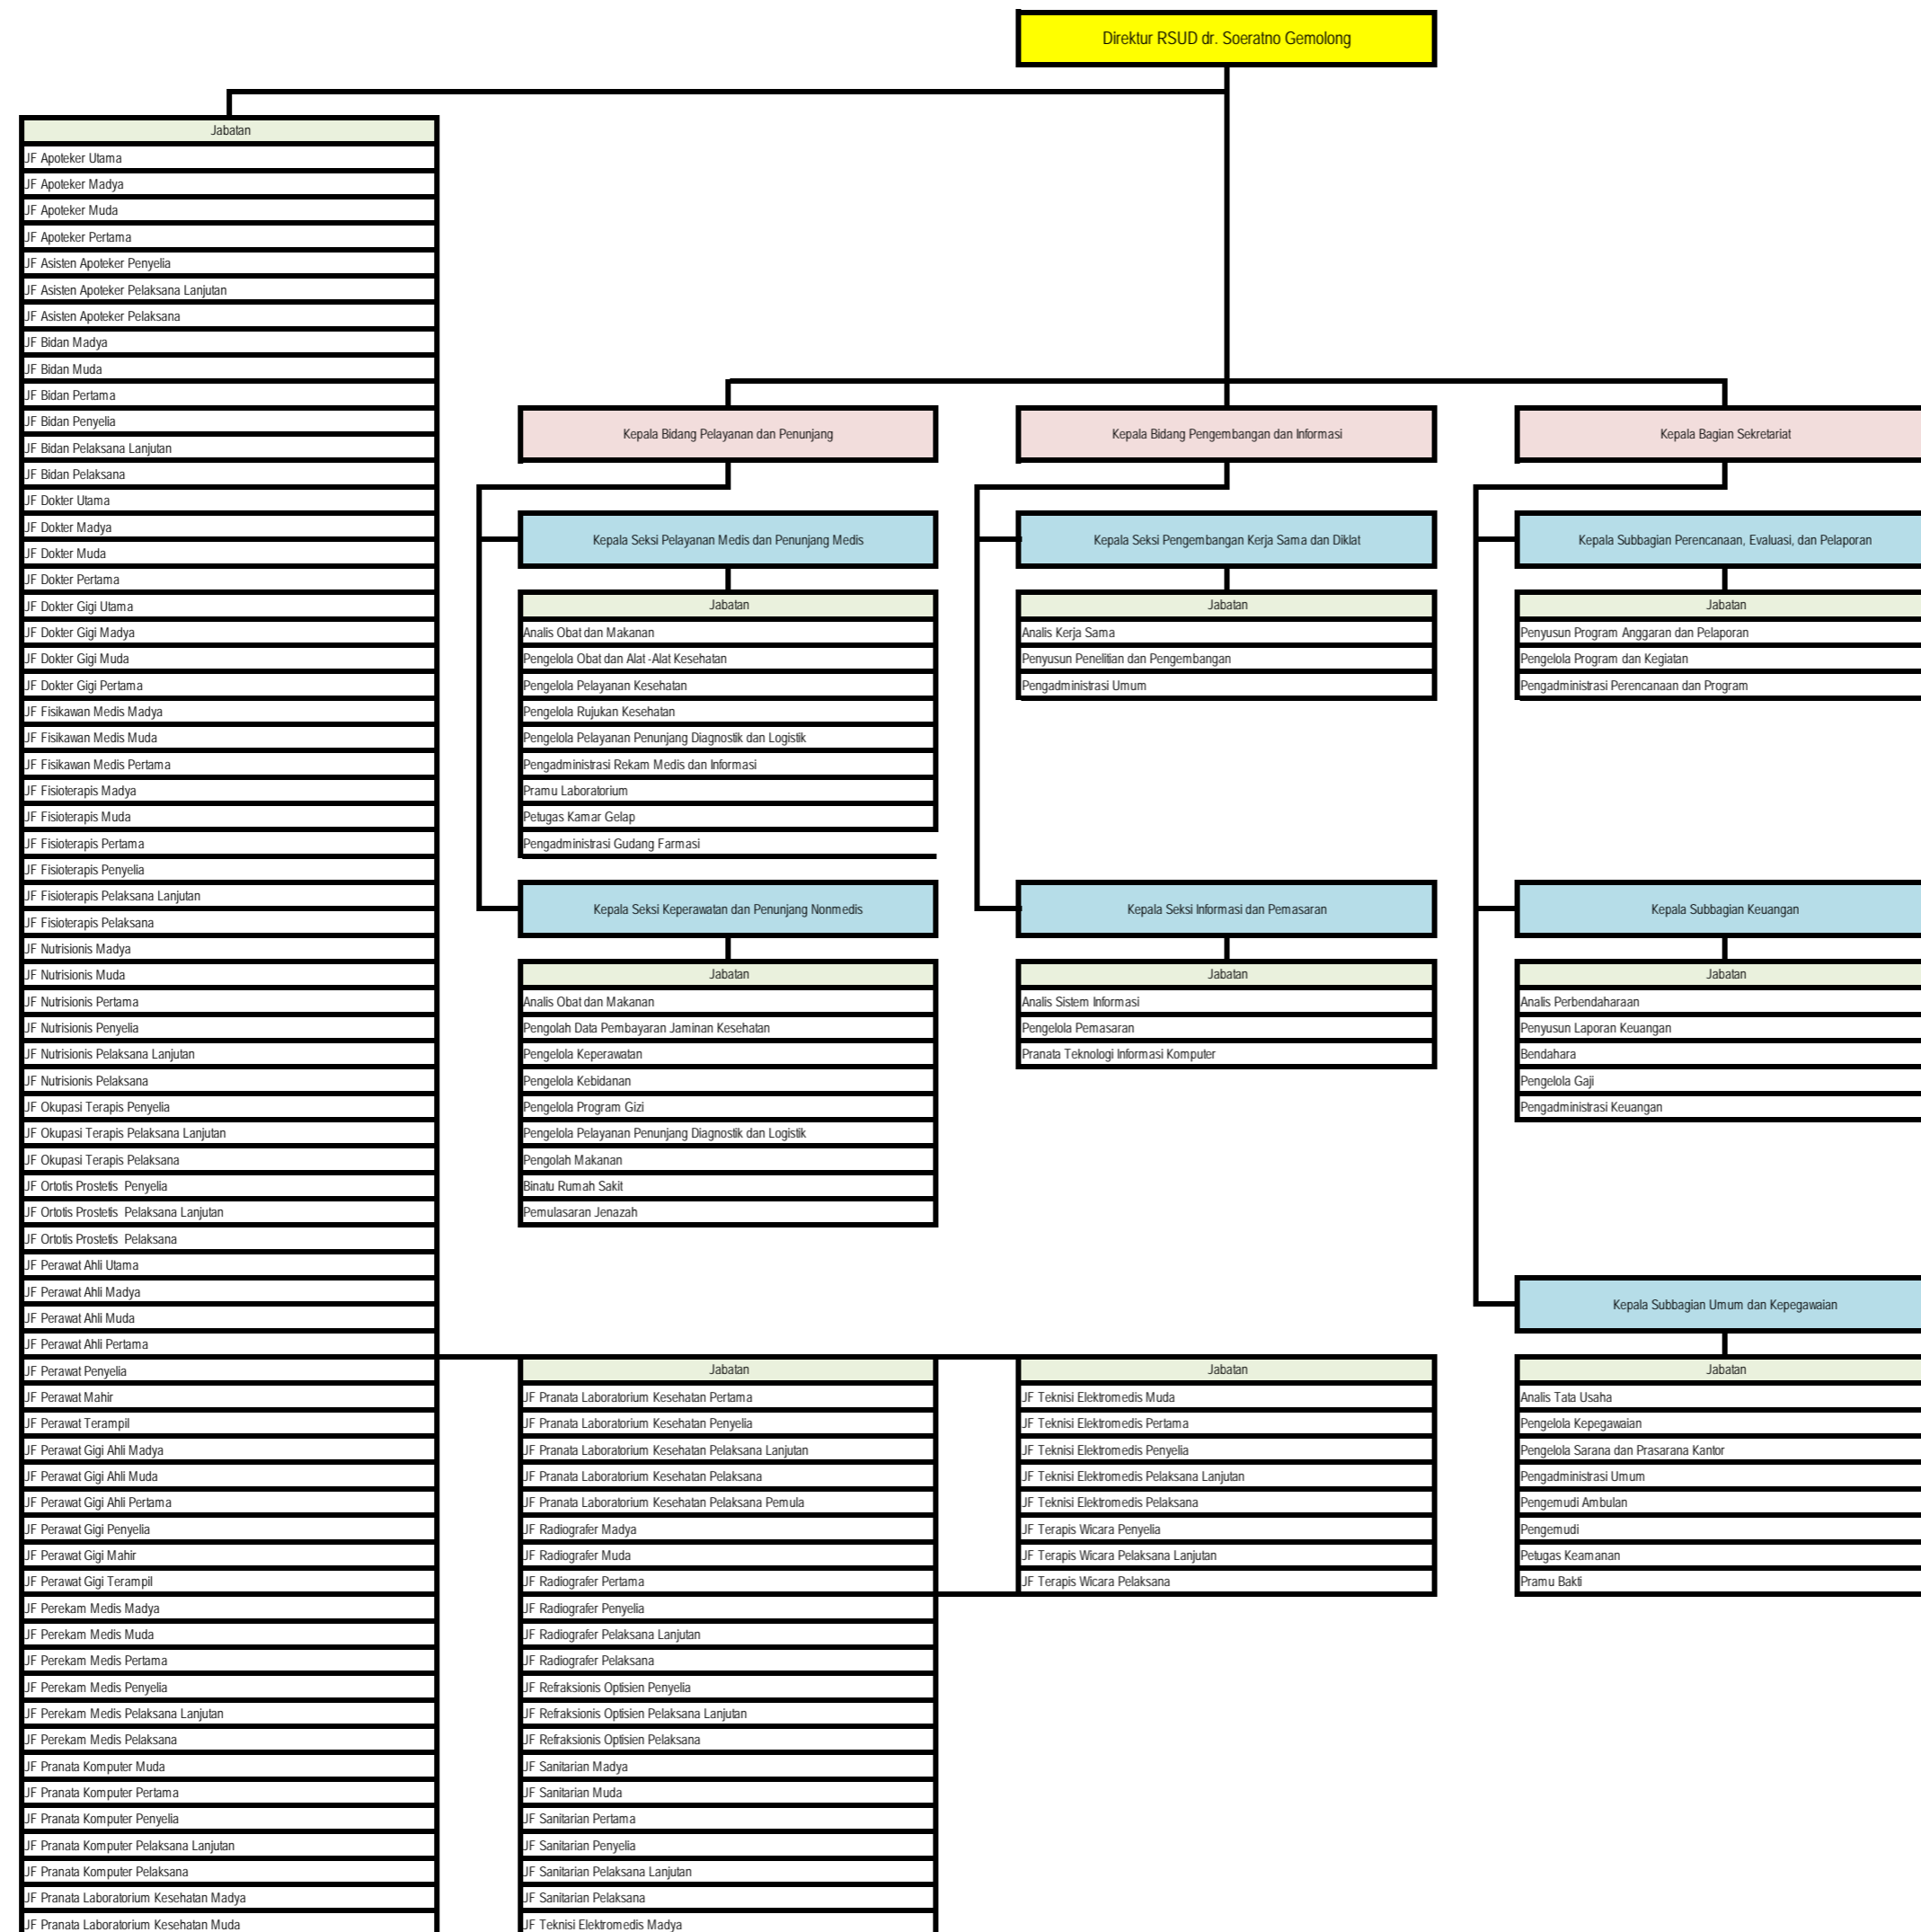 Direktur RSUD dr. Soeratno Gemolong
Jabatan
JF Apoteker Utama
JF Apoteker Madya
JF Apoteker Muda
JF Apoteker Pertama
JF Asisten Apoteker Penyelia
JF Asisten Apoteker Pelaksana Lanjutan
JF Asisten Apoteker Pelaksana
JF Bidan Madya
JF Bidan Muda
JF Bidan Pertama
JF Bidan Penyelia
JF Bidan Pelaksana Lanjutan
JF Bidan Pelaksana
JF Dokter Utama
JF Dokter Madya
JF Dokter Muda
JF Dokter Pertama
JF Dokter Gigi Utama
JF Dokter Gigi Madya
JF Dokter Gigi Muda
JF Dokter Gigi Pertama
JF Fisikawan Medis Madya
JF Fisikawan Medis Muda
JF Fisikawan Medis Pertama
JF Fisioterapis Madya
JF Fisioterapis Muda
JF Fisioterapis Pertama
JF Fisioterapis Penyelia
JF Fisioterapis Pelaksana Lanjutan
JF Fisioterapis Pelaksana
JF Nutrisionis Madya
JF Nutrisionis Muda
JF Nutrisionis Pertama
JF Nutrisionis Penyelia
JF Nutrisionis Pelaksana Lanjutan
JF Nutrisionis Pelaksana
JF Okupasi Terapis Penyelia
JF Okupasi Terapis Pelaksana Lanjutan
JF Okupasi Terapis Pelaksana
JF Ortotis Prostetis Penyelia
JF Ortotis Prostetis Pelaksana Lanjutan
JF Ortotis Prostetis Pelaksana
JF Perawat Ahli Utama
JF Perawat Ahli Madya
JF Perawat Ahli Muda
JF Perawat Ahli Pertama
JF Perawat Penyelia
JF Perawat Mahir
JF Perawat Terampil
JF Perawat Gigi Ahli Madya
JF Perawat Gigi Ahli Muda
JF Perawat Gigi Ahli Pertama
JF Perawat Gigi Penyelia
JF Perawat Gigi Mahir
JF Perawat Gigi Terampil
JF Perekam Medis Madya
JF Perekam Medis Muda
JF Perekam Medis Pertama
JF Perekam Medis Penyelia
JF Perekam Medis Pelaksana Lanjutan
JF Perekam Medis Pelaksana
JF Pranata Komputer Muda
JF Pranata Komputer Pertama
JF Pranata Komputer Penyelia
JF Pranata Komputer Pelaksana Lanjutan
JF Pranata Komputer Pelaksana
JF Pranata Laboratorium Kesehatan Madya
JF Pranata Laboratorium Kesehatan Muda
Kepala Bidang Pelayanan dan Penunjang
Kepala Seksi Pelayanan Medis dan Penunjang Medis
Jabatan
Analis Obat dan Makanan
Pengelola Obat dan Alat -Alat Kesehatan
Pengelola Pelayanan Kesehatan
Pengelola Rujukan Kesehatan
Pengelola Pelayanan Penunjang Diagnostik dan Logistik
Pengadministrasi Rekam Medis dan Informasi
Pramu Laboratorium
Petugas Kamar Gelap
Pengadministrasi Gudang Farmasi
Kepala Seksi Keperawatan dan Penunjang Nonmedis
Jabatan
Analis Obat dan Makanan
Pengolah Data Pembayaran Jaminan Kesehatan
Pengelola Keperawatan
Pengelola Kebidanan
Pengelola Program Gizi
Pengelola Pelayanan Penunjang Diagnostik dan Logistik
Pengolah Makanan
Binatu Rumah Sakit
Pemulasaran Jenazah
Jabatan
JF Pranata Laboratorium Kesehatan Pertama
JF Pranata Laboratorium Kesehatan Penyelia
JF Pranata Laboratorium Kesehatan Pelaksana Lanjutan
JF Pranata Laboratorium Kesehatan Pelaksana
JF Pranata Laboratorium Kesehatan Pelaksana Pemula
JF Radiografer Madya
JF Radiografer Muda
JF Radiografer Pertama
JF Radiografer Penyelia
JF Radiografer Pelaksana Lanjutan
JF Radiografer Pelaksana
JF Refraksionis Optisien Penyelia
JF Refraksionis Optisien Pelaksana Lanjutan
JF Refraksionis Optisien Pelaksana
JF Sanitarian Madya
JF Sanitarian Muda
JF Sanitarian Pertama
JF Sanitarian Penyelia
JF Sanitarian Pelaksana Lanjutan
JF Sanitarian Pelaksana
JF Teknisi Elektromedis Madya
Kepala Bidang Pengembangan dan Informasi
Kepala Seksi Pengembangan Kerja Sama dan Diklat
Jabatan
Analis Kerja Sama
Penyusun Penelitian dan Pengembangan
Pengadministrasi Umum
Kepala Seksi Informasi dan Pemasaran
Jabatan
Analis Sistem Informasi
Pengelola Pemasaran
Pranata Teknologi Informasi Komputer
Jabatan
JF Teknisi Elektromedis Muda
JF Teknisi Elektromedis Pertama
JF Teknisi Elektromedis Penyelia
JF Teknisi Elektromedis Pelaksana Lanjutan
JF Teknisi Elektromedis Pelaksana
JF Terapis Wicara Penyelia
JF Terapis Wicara Pelaksana Lanjutan
JF Terapis Wicara Pelaksana
Kepala Bagian Sekretariat
Kepala Subbagian Perencanaan, Evaluasi, dan Pelaporan
Jabatan
Penyusun Program Anggaran dan Pelaporan
Pengelola Program dan Kegiatan
Pengadministrasi Perencanaan dan Program
Kepala Subbagian Keuangan
Jabatan
Analis Perbendaharaan
Penyusun Laporan Keuangan
Bendahara
Pengelola Gaji
Pengadministrasi Keuangan
Kepala Subbagian Umum dan Kepegawaian
Jabatan
Analis Tata Usaha
Pengelola Kepegawaian
Pengelola Sarana dan Prasarana Kantor
Pengadministrasi Umum
Pengemudi Ambulan
Pengemudi
Petugas Keamanan
Pramu Bakti